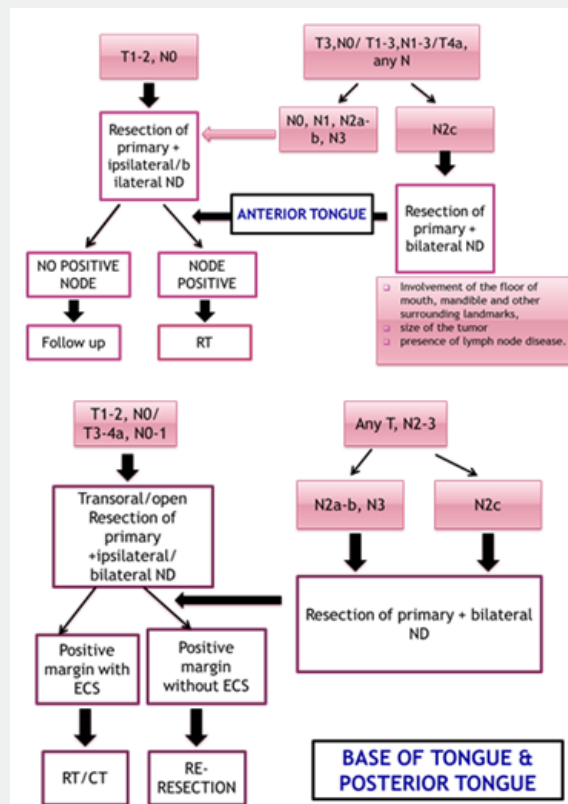 T1-2, N0
T3,N0/ T1-3,N1-3/T4a,
any N
Resection of
primary +
ipsilateral/b
ilateral ND
N0, N1, N2a-
b, N3
N2c
ANTERIOR TONGUE
Resection of
primary +
bilateral ND
NO POSITIVE
NODE
NODE
POSITIVE
Follow up
RT
Involvement of the floor of
mouth, mandible and other
surrounding landmarks,
size of the tumor
presence of lymph node disease.
T1-2, N0/
T3-4a, N0-1
Any T, N2-3
Transoral/open
Resection of
primary
+ipsilateral/
bilateral ND
N2a-b, N3
N2c
Resection of primary + bilateral
ND
Positive
margin with
ECS
Positive
margin
without ECS
RT/CT
RE-
RESECTION
BASE OF TONGUE &
POSTERIOR TONGUE